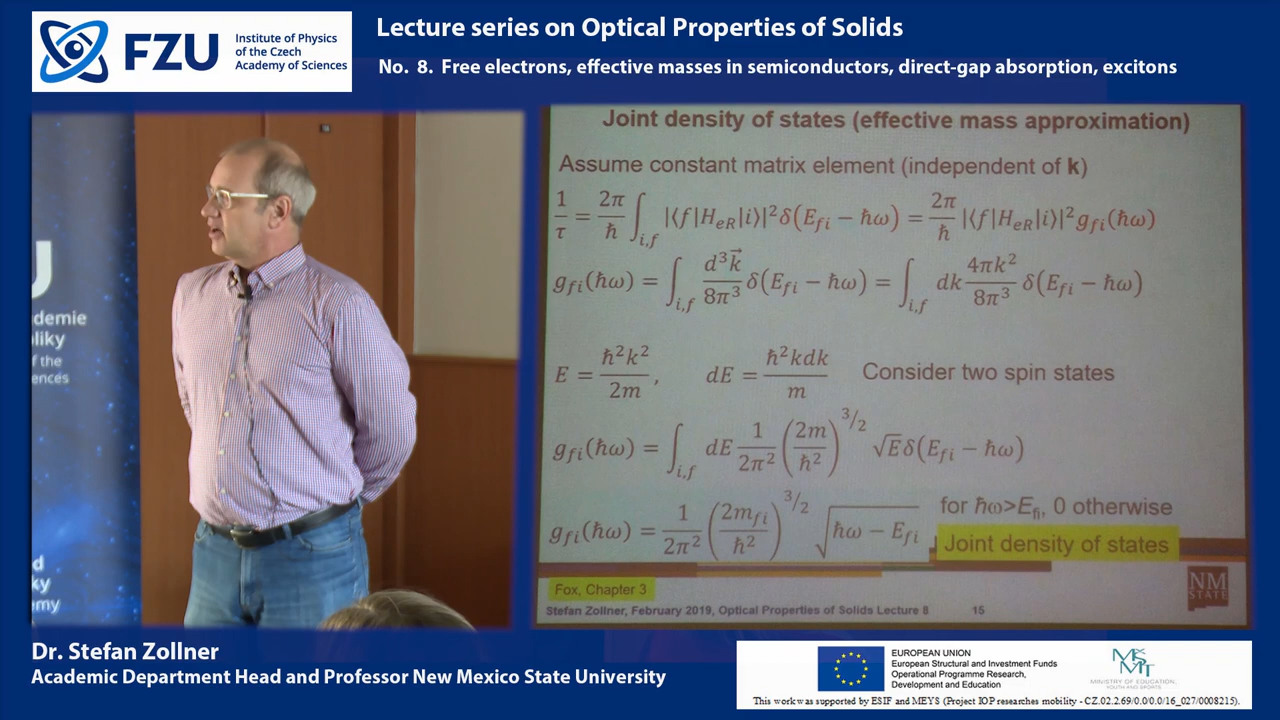 FZU
Institute of Physics
of the Czech
Academy of Sciences
Lecture series on Optical Properties of Solids
No. 8. Free electrons, effective masses in semiconductors, direct-gap absorption, excitons
U
ademie
liky
f the
ences
d
ky
emy
Joint density of states (effective mass approximation)
Assume constant matrix element (independent of k)
1/τ = 2π/ħ ∫_{i,f} |⟨f|H_{eR}|i⟩|² δ(E_{fi} − ħω) = 2π/ħ |⟨f|H_{eR}|i⟩|² g_{fi}(ħω)
g_{fi}(ħω) = ∫_{i,f} d³k⃗/8π³ δ(E_{fi} − ħω) = ∫_{i,f} dk 4πk²/8π³ δ(E_{fi} − ħω)
E = ħ²k²/2m, dE = ħ²kdk/m Consider two spin states
g_{fi}(ħω) = ∫_{i,f} dE 1/2π² (2m/ħ²)^{3/2} √E δ(E_{fi} − ħω)
g_{fi}(ħω) = 1/2π² (2m_{fi}/ħ²)^{3/2} √(ħω − E_{fi}) for ħω>E_{fi}, 0 otherwise
Joint density of states
Fox, Chapter 3
Stefan Zollner, February 2019, Optical Properties of Solids Lecture 8 15
NM
STATE
Dr. Stefan Zollner
Academic Department Head and Professor New Mexico State University
EUROPEAN UNION
European Structural and Investment Funds
Operational Programme Research,
Development and Education
MINISTRY OF EDUCATION,
YOUTH AND SPORTS
This work was supported by ESIF and MEYS (Project IOP researches mobility - CZ.02.2.69/0.0/0.0/16_027/0008215).